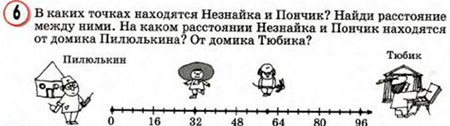 6 В каких точках находятся Незнайка и Пончик? Найди расстояние
между ними. На каком расстоянии Незнайка и Пончик находятся
от домика Пилюлькина? От домика Тюбика?
Пилюлькин Тюбик
0 16 32 48 64 80 96